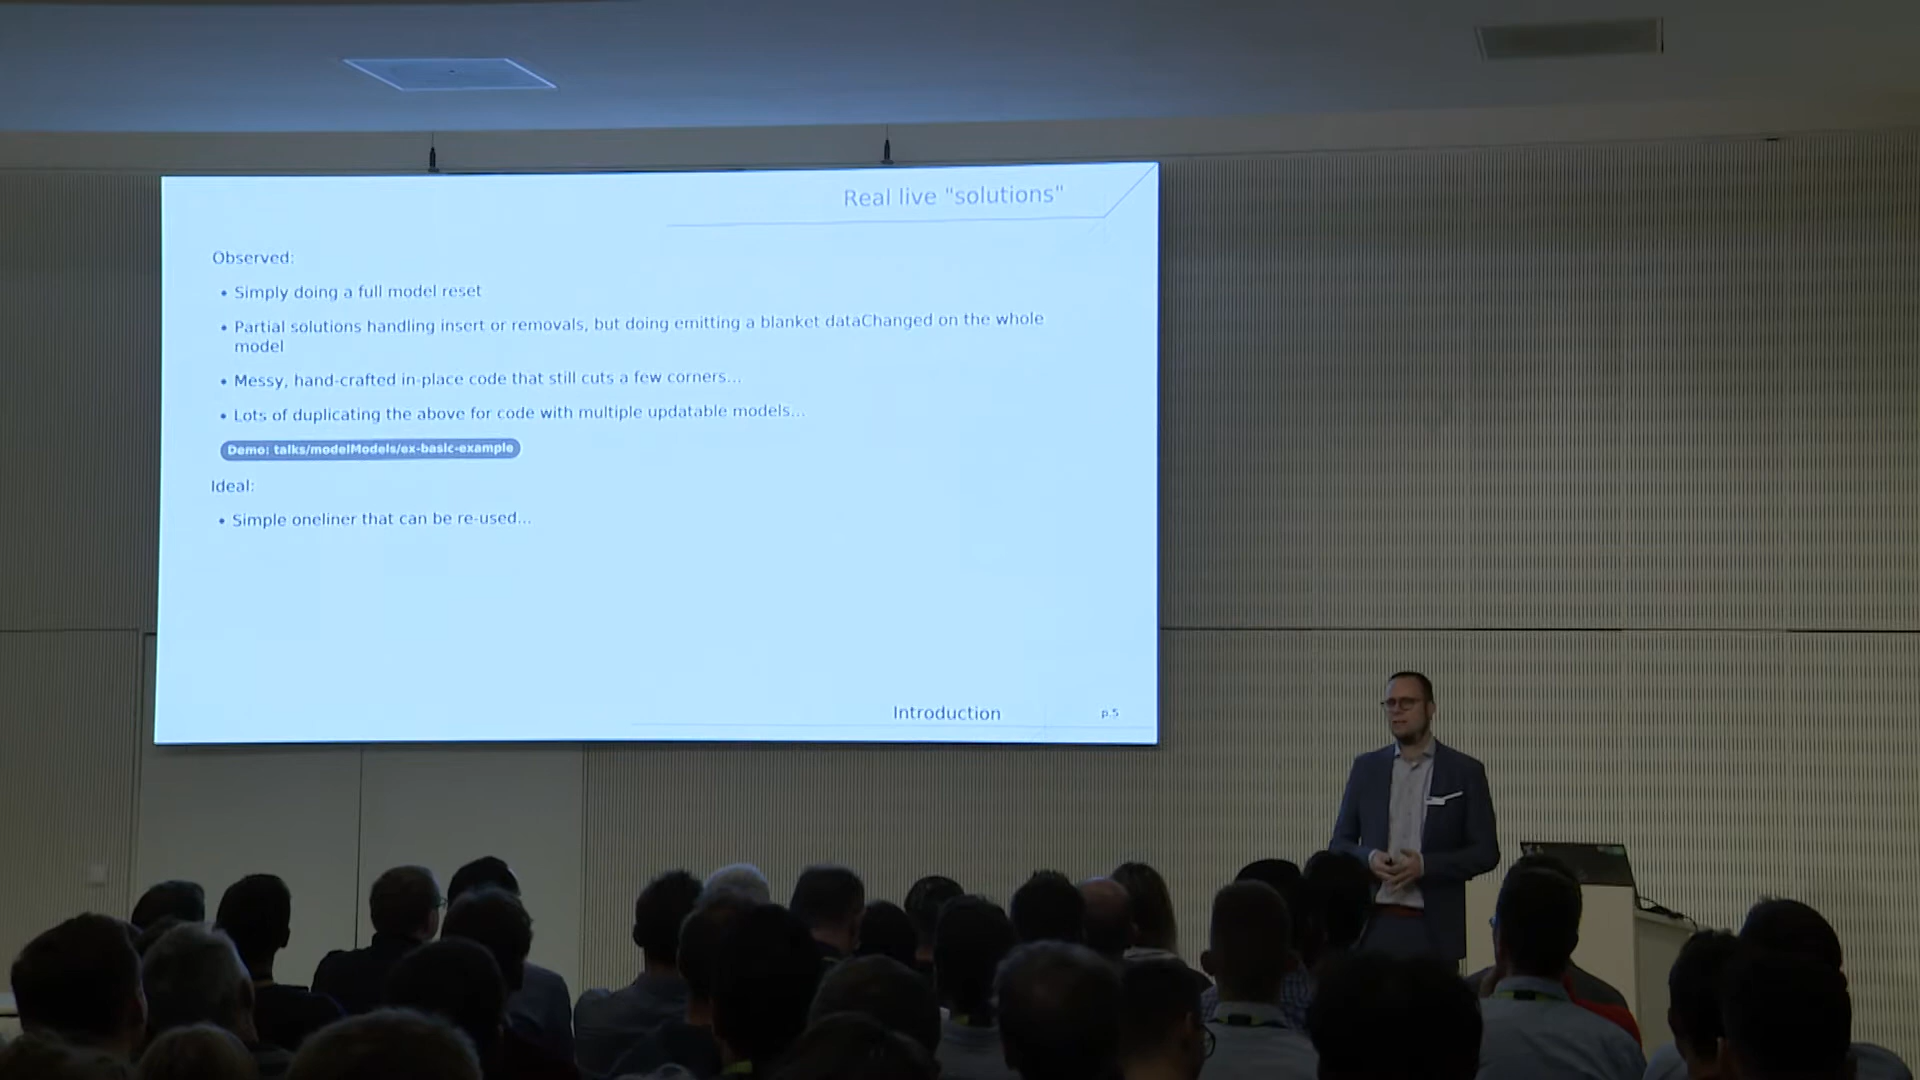 Real live "solutions"
Observed:
• Simply doing a full model reset
• Partial solutions handling insert or removals, but doing emitting a blanket dataChanged on the whole
model
• Messy, hand-crafted in-place code that still cuts a few corners...
• Lots of duplicating the above for code with multiple updatable models...
Demo: talks/modelModels/ex-basic-example
Ideal:
• Simple oneliner that can be re-used...
Introduction
p.5